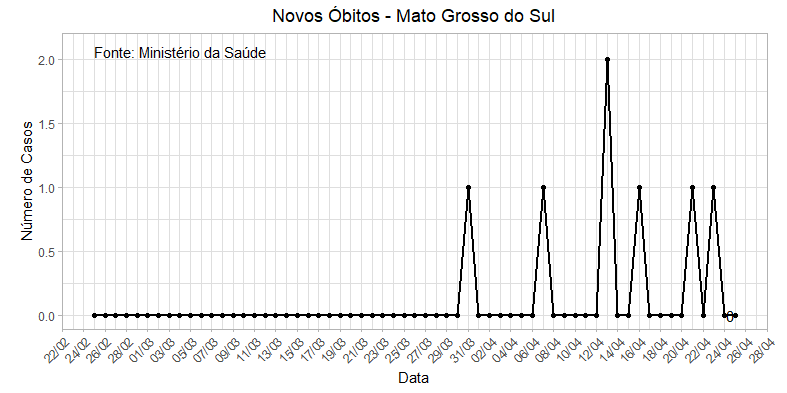 Novos Óbitos - Mato Grosso do Sul
Fonte: Ministério da Saúde
Número de Casos
2.0
1.5
1.0
0.5
0.0
0
22/02 24/02 26/02 28/02 01/03 03/03 05/03 07/03 09/03 11/03 13/03 15/03 17/03 19/03 21/03 23/03 25/03 27/03 29/03 31/03 02/04 04/04 06/04 08/04 10/04 12/04 14/04 16/04 18/04 20/04 22/04 24/04 26/04 28/04
Data